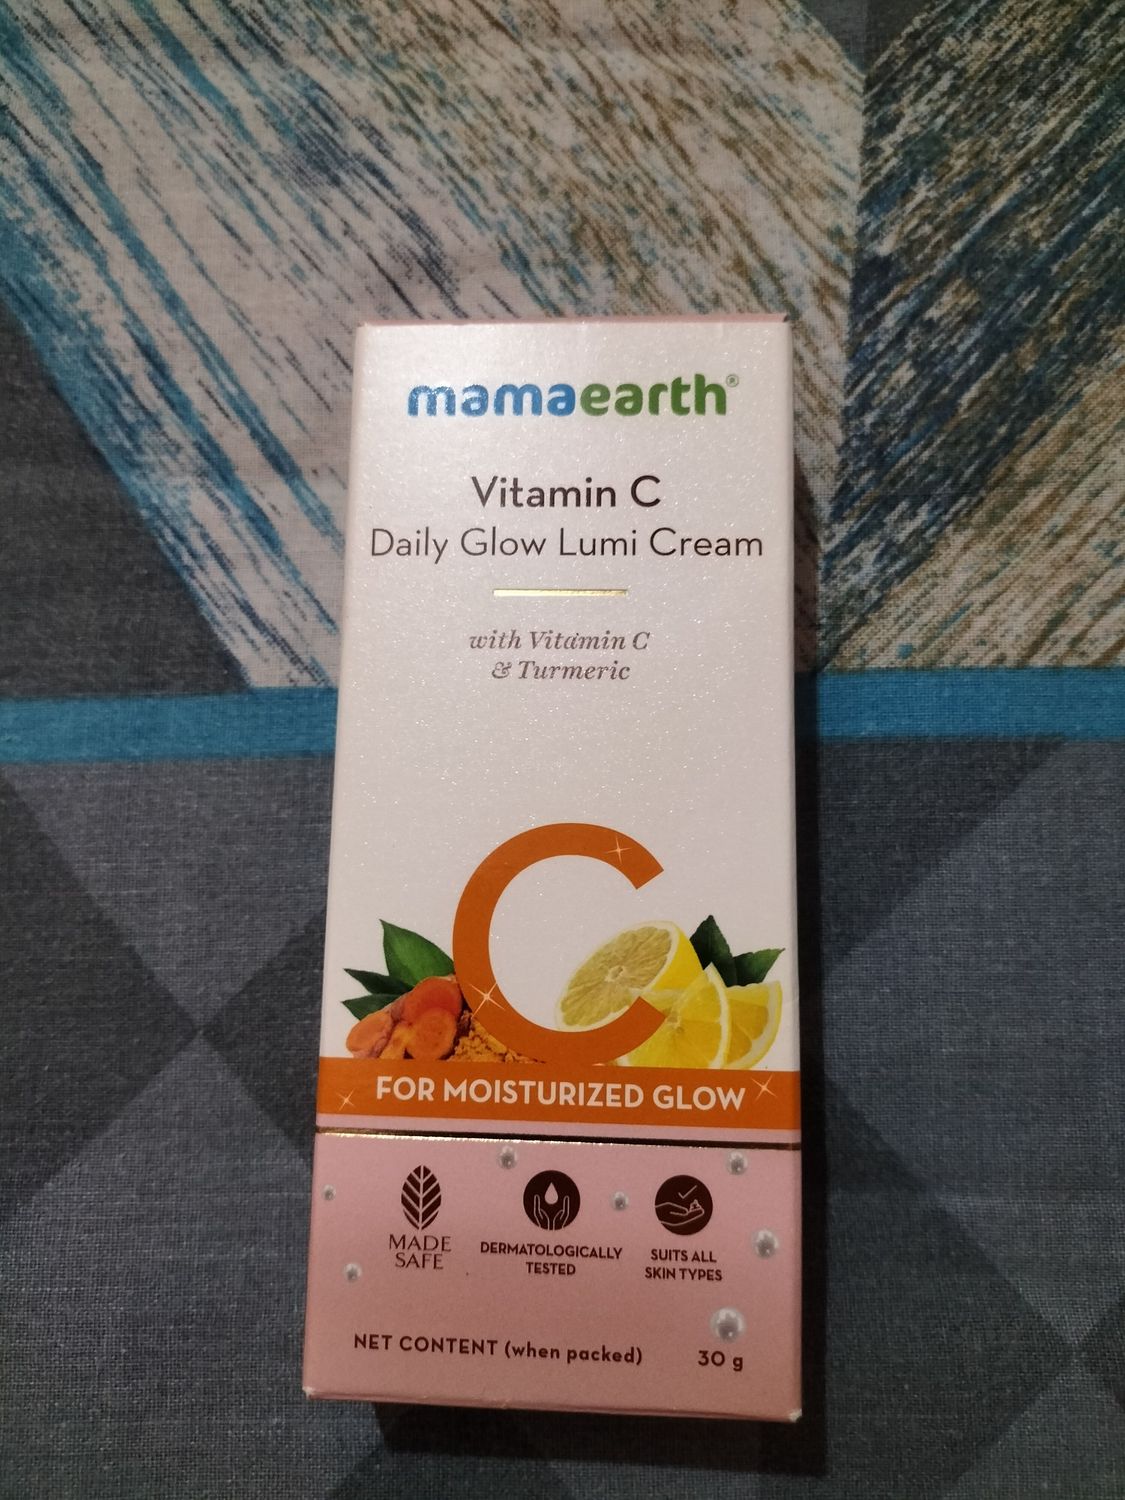 mamaearth®
Vitamin C
Daily Glow Lumi Cream
with Vitamin C
& Turmeric
C
FOR MOISTURIZED GLOW
MADE
SAFE
DERMATOLOGICALLY
TESTED
SUITS ALL
SKIN TYPES
NET CONTENT (when packed) 30 g